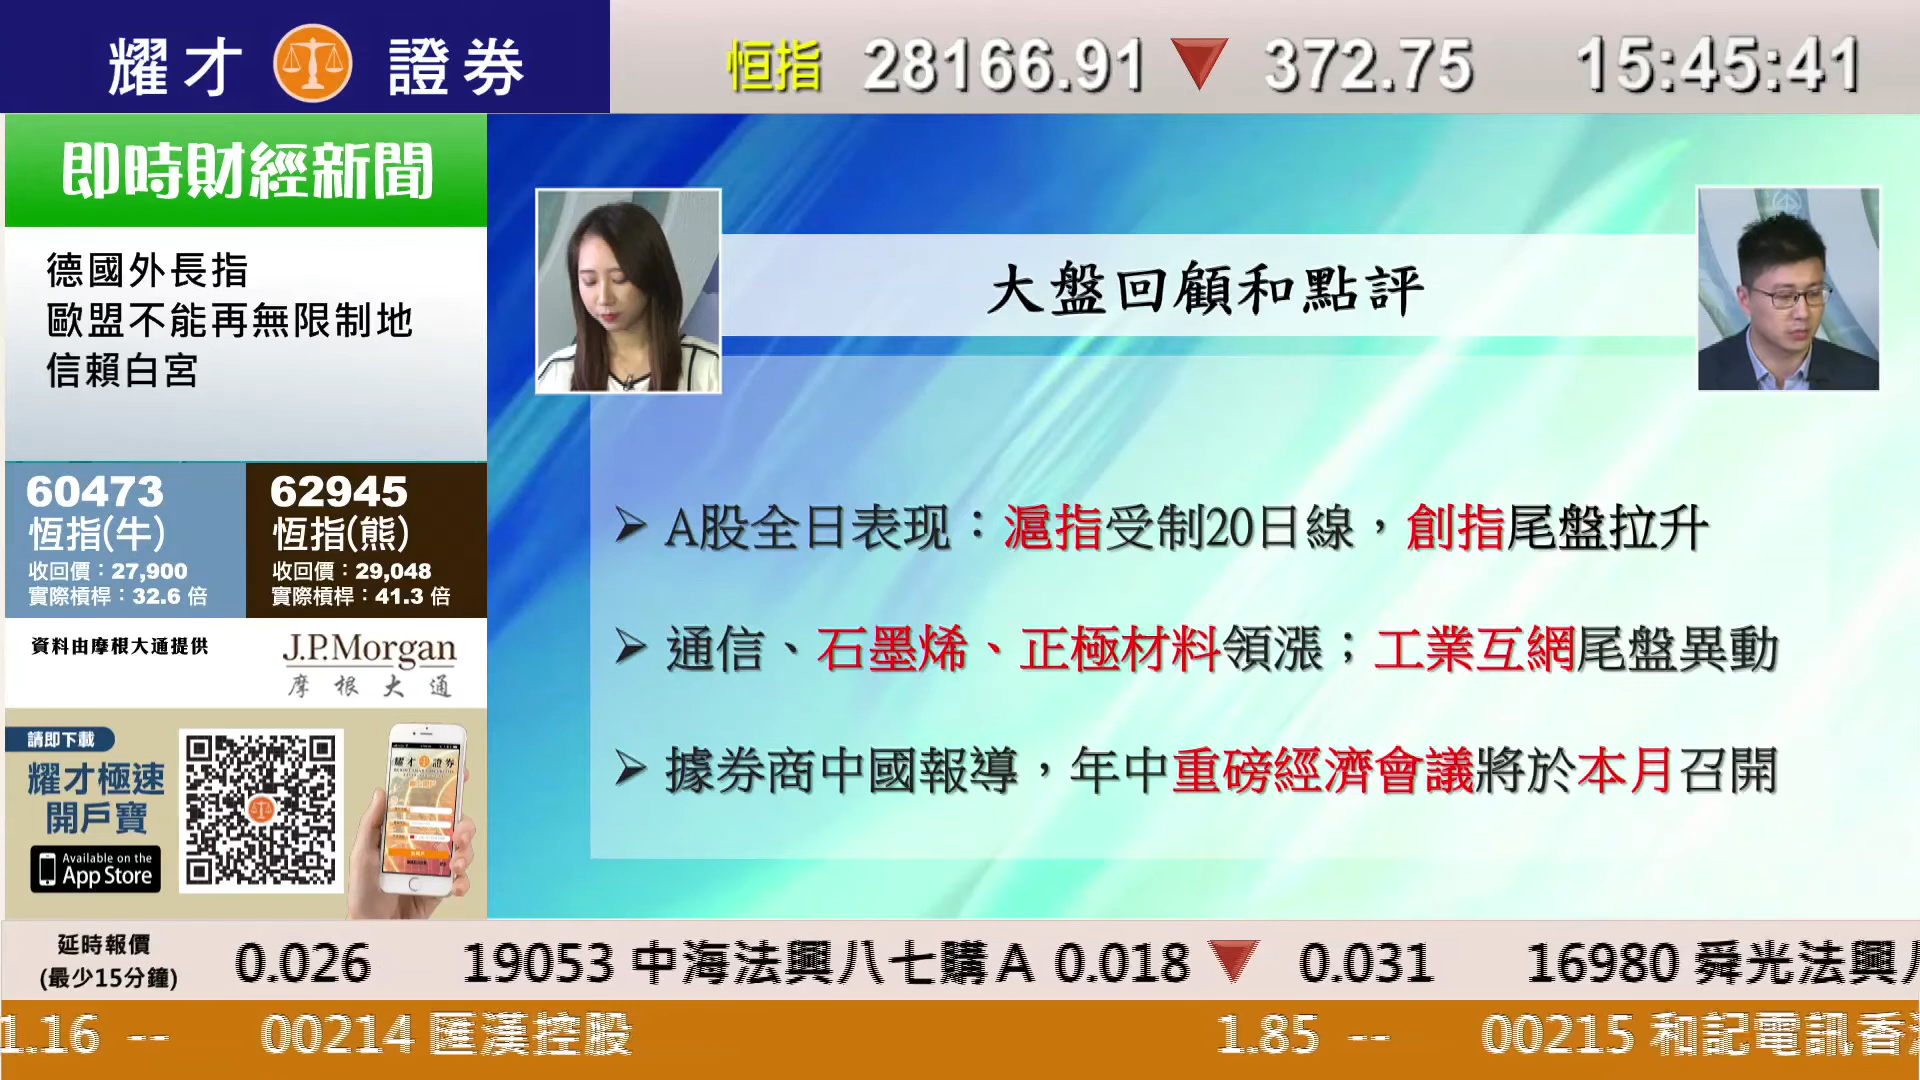 耀才 證券
恒指 28166.91 ▼ 372.75 15:45:41
即時財經新聞
德國外長指
歐盟不能再無限制地
信賴白宮
60473
恆指(牛)
收回價：27,900
實際槓桿：32.6 倍
62945
恆指(熊)
收回價：29,048
實際槓桿：41.3 倍
資料由摩根大通提供
J.P.Morgan
摩根大通
請即下載
耀才極速
開戶寶
Available on the
App Store
耀才 證券
大盤回顧和點評
➢ A股全日表现：滬指受制20日線，創指尾盤拉升
➢ 通信、石墨烯、正極材料領漲；工業互網尾盤異動
➢ 據券商中國報導，年中重磅經濟會議將於本月召開
延時報價
(最少15分鐘)
0.026 19053 中海法興八七購A 0.018 ▼ 0.031 16980 舜光法興
1.16 -- 00214 匯漢控股 1.85 -- 00215 和記電訊香